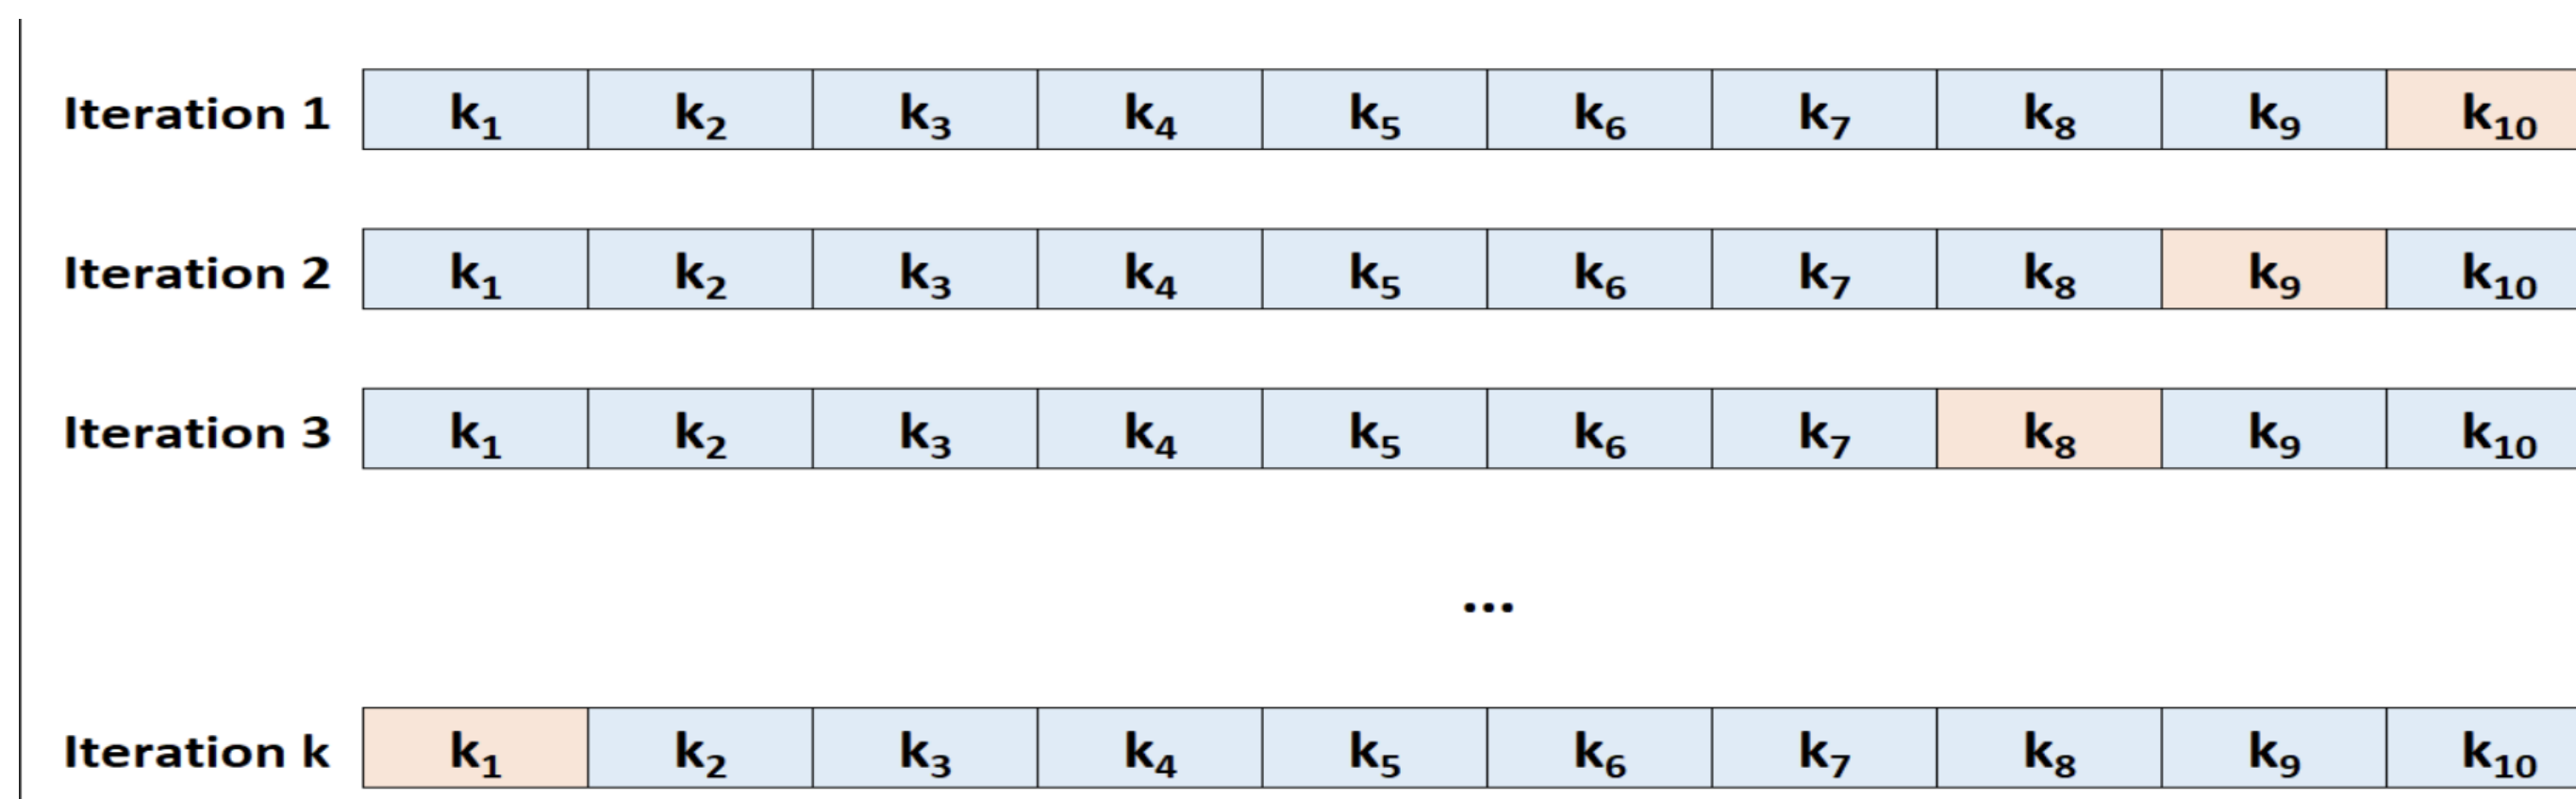 Iteration 1 k₁ k₂ k₃ k₄ k₅ k₆ k₇ k₈ k₉ k₁₀
Iteration 2 k₁ k₂ k₃ k₄ k₅ k₆ k₇ k₈ k₉ k₁₀
Iteration 3 k₁ k₂ k₃ k₄ k₅ k₆ k₇ k₈ k₉ k₁₀
...
Iteration k k₁ k₂ k₃ k₄ k₅ k₆ k₇ k₈ k₉ k₁₀